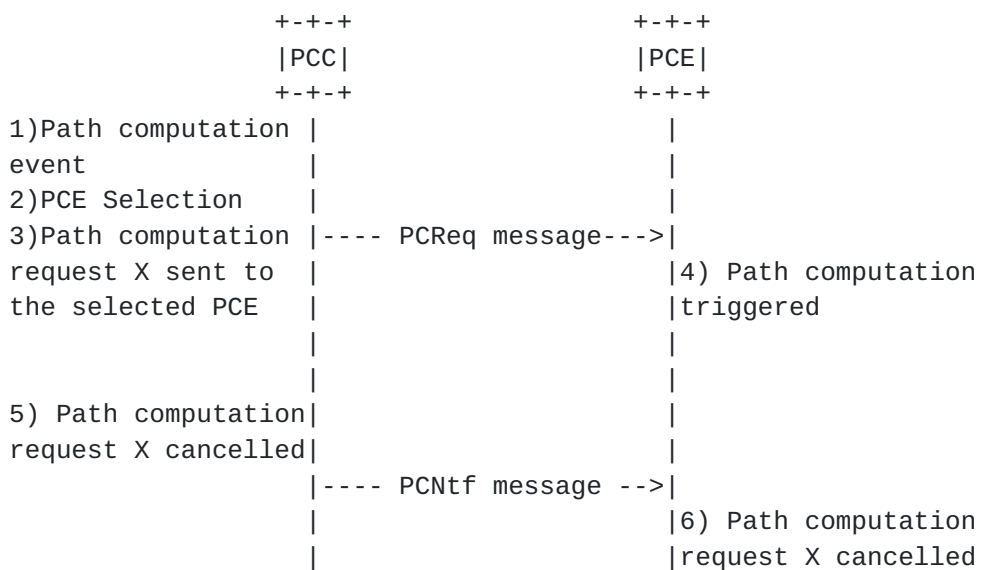 +-+-+                  +-+-+
                 |PCC|                  |PCE|
                 +-+-+                  +-+-+
1)Path computation |                      |
event              |                      |
2)PCE Selection    |                      |
3)Path computation |---- PCReq message--->|
request X sent to  |                      |4) Path computation
the selected PCE   |                      |triggered
                   |                      |
                   |                      |
5) Path computation|                      |
request X cancelled|                      |
                   |---- PCNtf message -->|
                   |                      |6) Path computation
                   |                      |request X cancelled